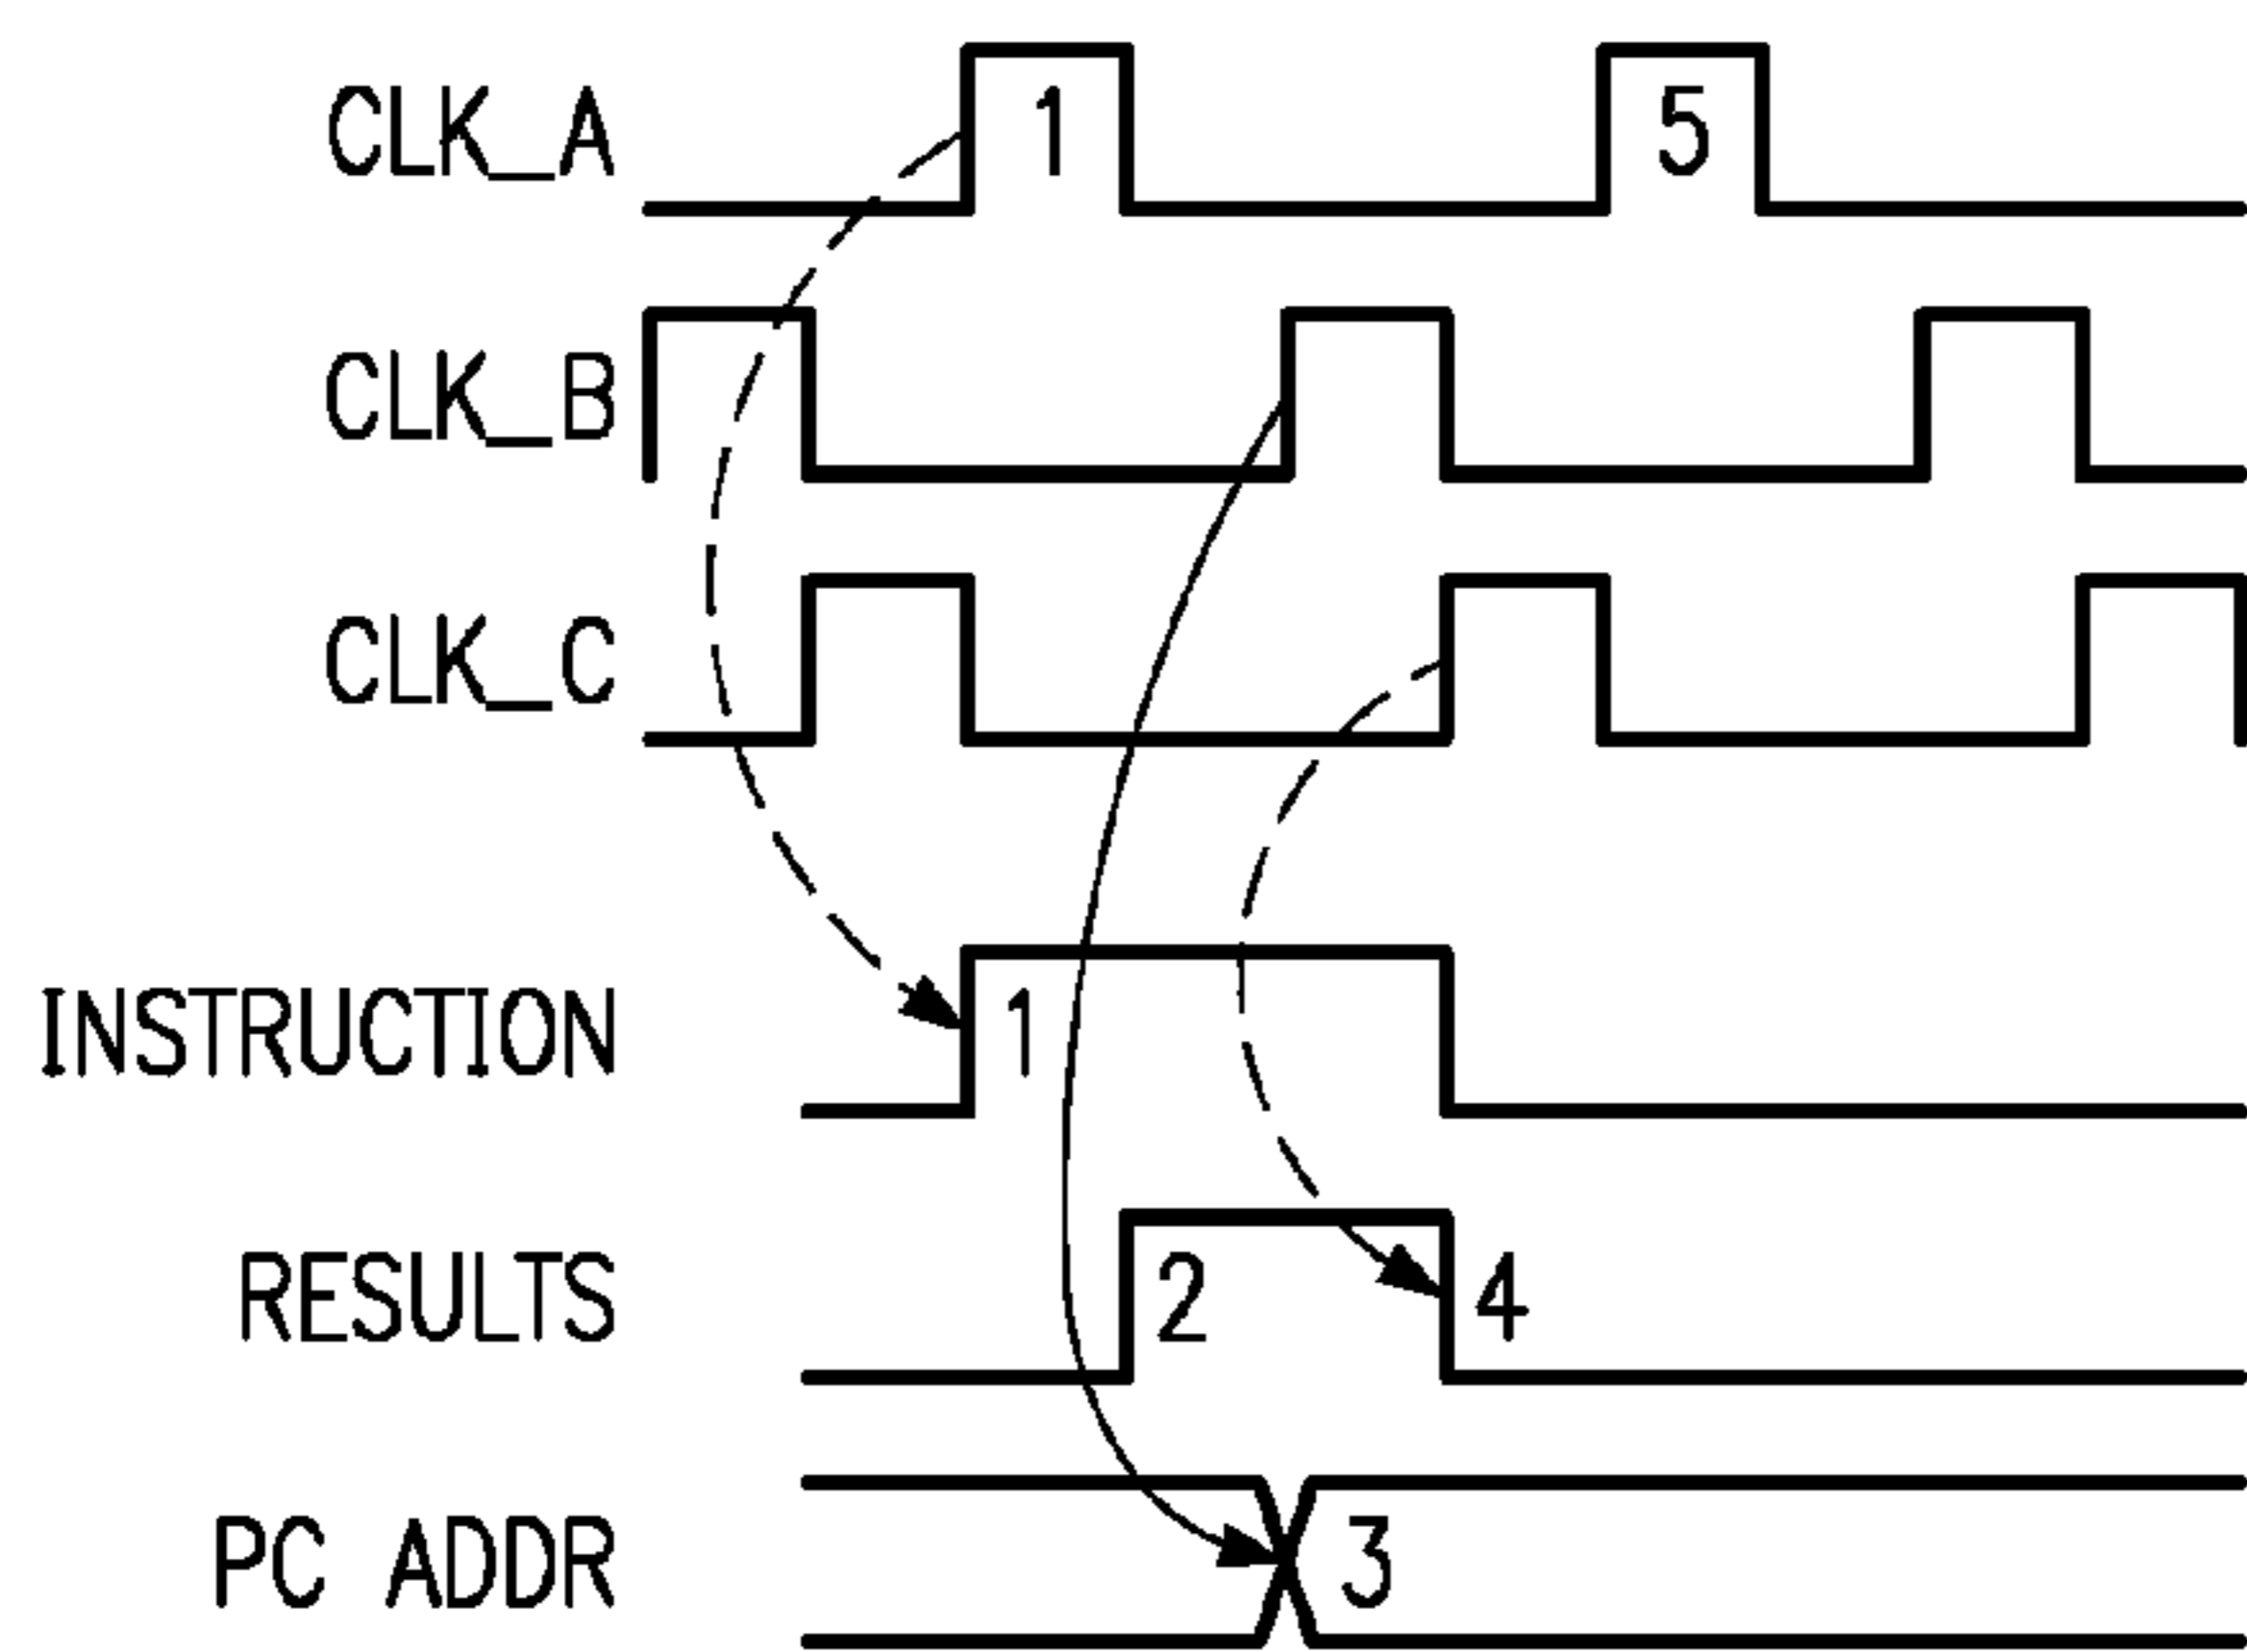 CLK_A 1 5
CLK_B
CLK_C
INSTRUCTION 1
RESULTS 2 4
PC ADDR 3